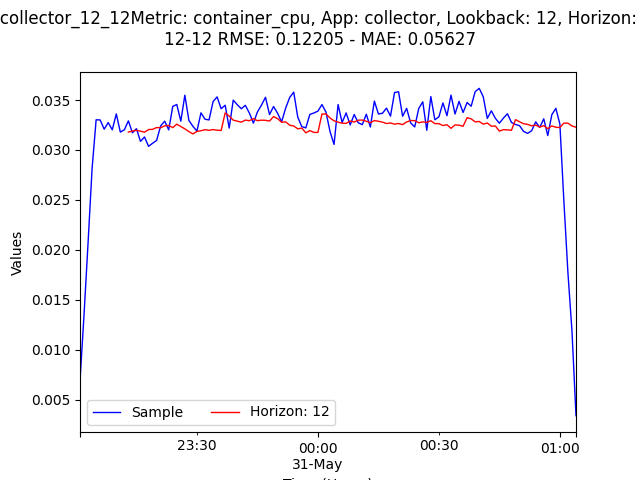 collector_12_12Metric: container_cpu, App: collector, Lookback: 12, Horizon:
12-12 RMSE: 0.12205 - MAE: 0.05627
0.035
0.030
0.025
0.020
0.015
0.010
0.005
Values
Sample
Horizon: 12
23:30
00:00
31-May
00:30
01:00